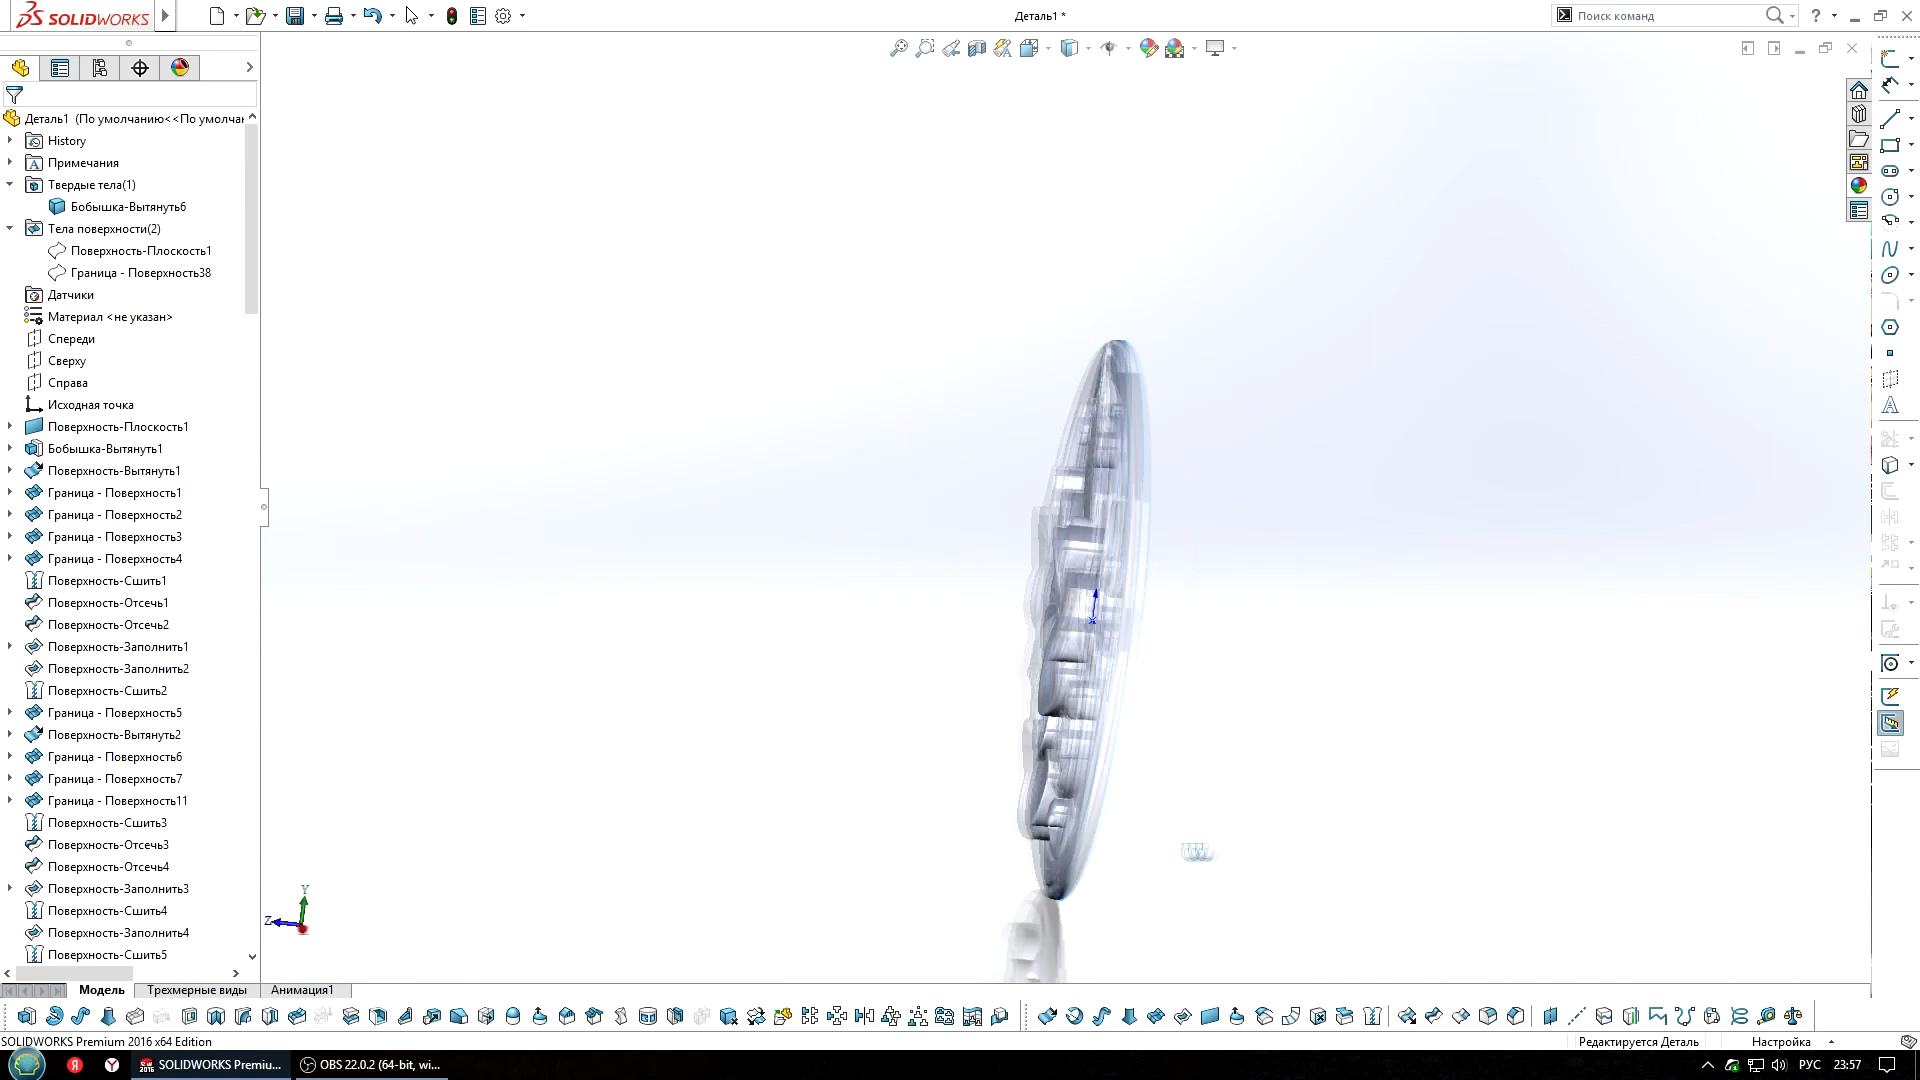 SOLIDWORKS
Деталь1 *
Поиск команд
Деталь1 (По умолчанию<<По умолчан
History
Примечания
Твердые тела(1)
Бобышка-Вытянуть6
Тела поверхности(2)
Поверхность-Плоскость1
Граница - Поверхность38
Датчики
Материал <не указан>
Спереди
Сверху
Справа
Исходная точка
Поверхность-Плоскость1
Бобышка-Вытянуть1
Поверхность-Вытянуть1
Граница - Поверхность1
Граница - Поверхность2
Граница - Поверхность3
Граница - Поверхность4
Поверхность-Сшить1
Поверхность-Отсечь1
Поверхность-Отсечь2
Поверхность-Заполнить1
Поверхность-Заполнить2
Поверхность-Сшить2
Граница - Поверхность5
Поверхность-Вытянуть2
Граница - Поверхность6
Граница - Поверхность7
Граница - Поверхность11
Поверхность-Сшить3
Поверхность-Отсечь3
Поверхность-Отсечь4
Поверхность-Заполнить3
Поверхность-Сшить4
Поверхность-Заполнить4
Поверхность-Сшить5
Y
Z
Модель Трехмерные виды Анимация1
SOLIDWORKS Premium 2016 x64 Edition
Редактируется Деталь
Настройка
SOLIDWORKS Premiu...
OBS 22.0.2 (64-bit, wi...
РУС
23:57